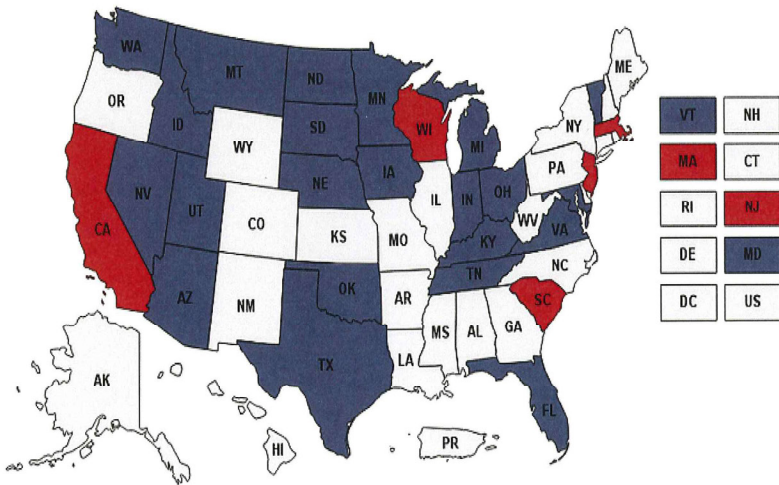 WA
MT
ND
MN
ME
OR
ID
SD
WI
MI
NY
WY
NE
IA
PA
NV
UT
CO
KS
MO
IL
IN
OH
WV
VA
KY
CA
AZ
NM
OK
AR
TN
NC
SC
TX
LA
MS
AL
GA
FL
AK
HI
PR
VT NH
MA CT
RI NJ
DE MD
DC US